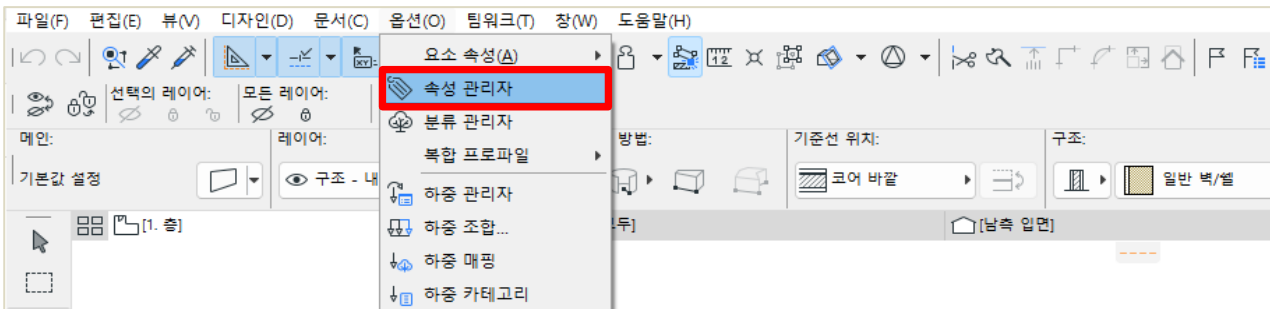 파일(F) 편집(E) 뷰(V) 디자인(D) 문서(C) 옵션(O) 팀워크(T) 창(W) 도움말(H)
요소 속성(A)
속성 관리자
선택의 레이어: 모든 레이어:
분류 관리자
메인: 레이어: 방법: 기준선 위치: 구조:
복합 프로파일
기본값 설정 구조 - 내 코어 바깥 일반 벽/쉘
하중 관리자
[1. 층] 두] [남측 입면]
하중 조합...
하중 매핑
하중 카테고리